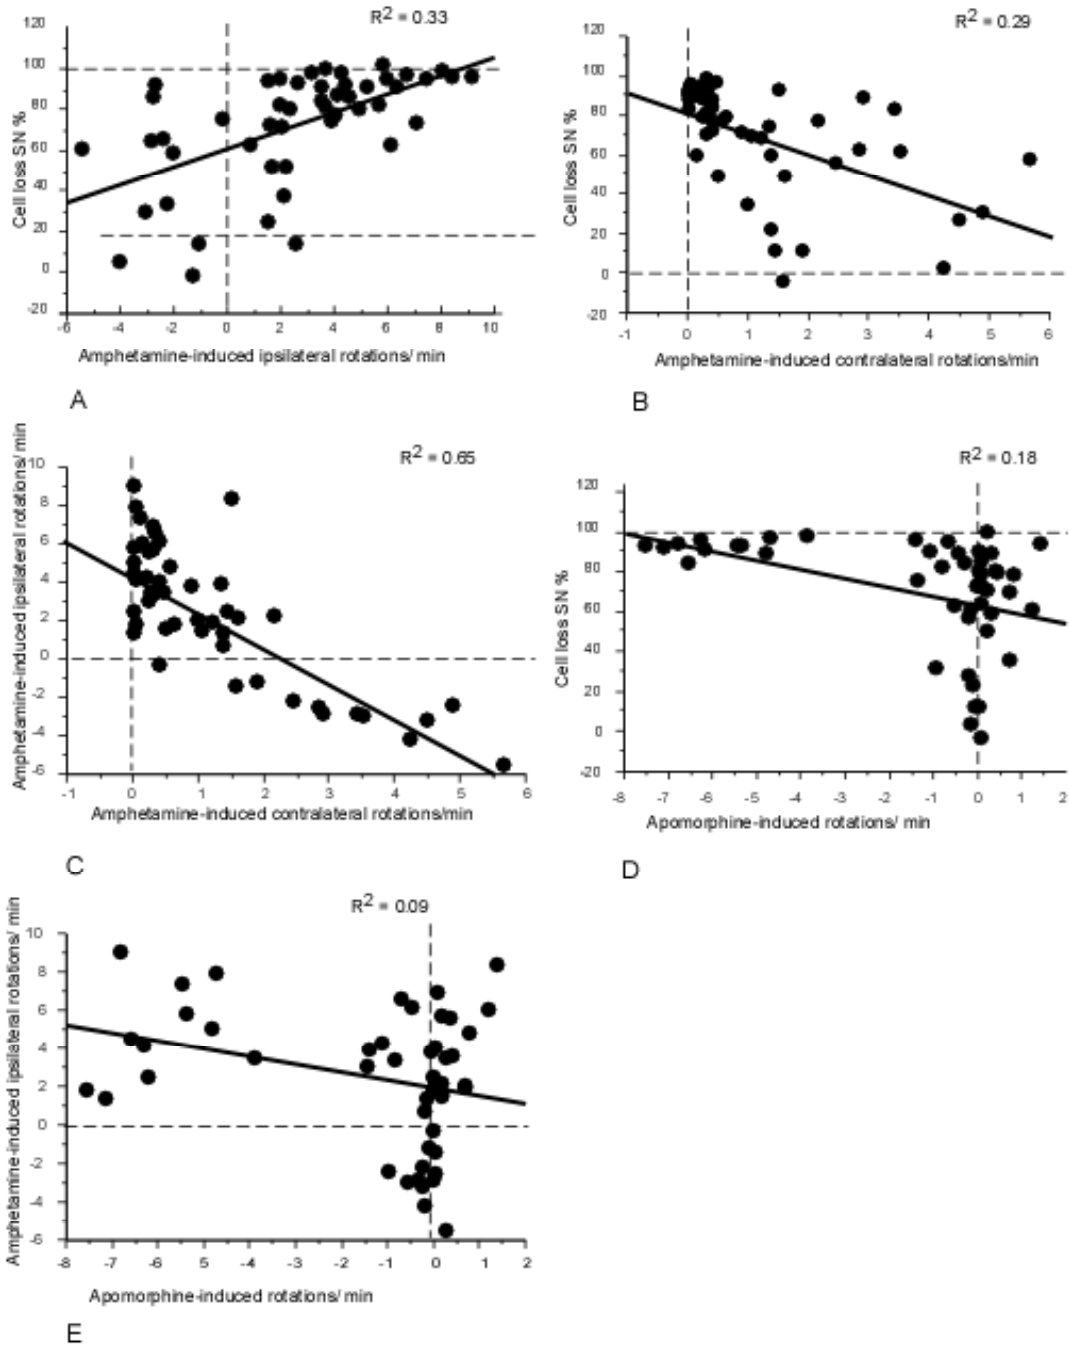 R2 = 0.33
120
100
80
60
40
20
0
-20
-6 -4 -2 0 2 4 6 8 10
Cell loss SN %
Amphetamine-induced ipsilateral rotations/ min
A
R2 = 0.29
120
100
80
60
40
20
0
-20
-1 0 1 2 3 4 5 6
Cell loss SN %
Amphetamine-induced contralateral rotations/min
B
R2 = 0.65
10
8
6
4
2
0
-2
-4
-6
-1 0 1 2 3 4 5 6
Amphetamine-induced ipsilateral rotations/ min
Amphetamine-induced contralateral rotations/min
C
R2 = 0.18
120
100
80
60
40
20
0
-20
-8 -7 -6 -5 -4 -3 -2 -1 0 1 2
Cell loss SN %
Apomorphine-induced rotations/ min
D
R2 = 0.09
10
8
6
4
2
0
-2
-4
-6
-8 -7 -6 -5 -4 -3 -2 -1 0 1 2
Amphetamine-induced ipsilateral rotations/ min
Apomorphine-induced rotations/ min
E